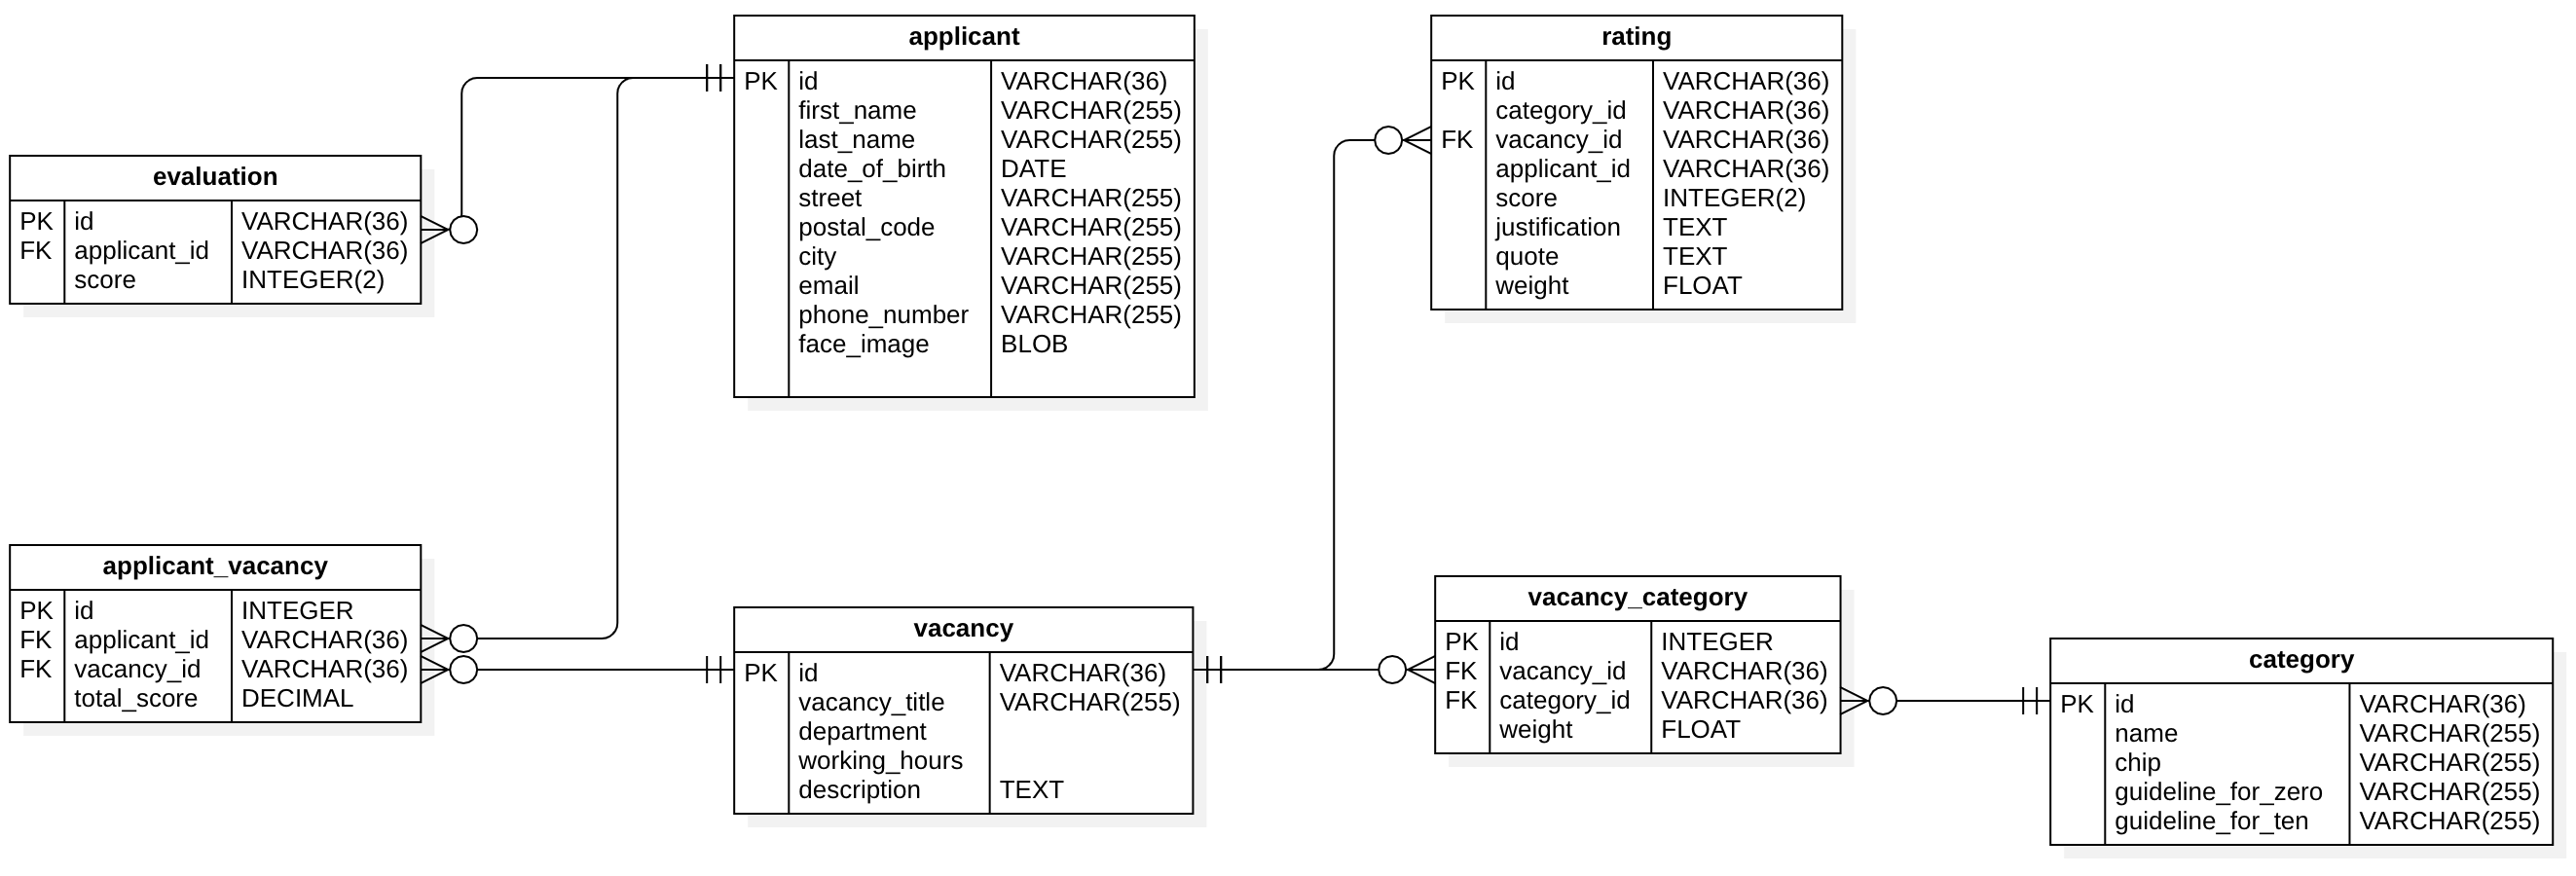 applicant
PK id VARCHAR(36)
first_name VARCHAR(255)
last_name VARCHAR(255)
date_of_birth DATE
street VARCHAR(255)
postal_code VARCHAR(255)
city VARCHAR(255)
email VARCHAR(255)
phone_number VARCHAR(255)
face_image BLOB
rating
PK id VARCHAR(36)
category_id VARCHAR(36)
FK vacancy_id VARCHAR(36)
applicant_id VARCHAR(36)
score INTEGER(2)
justification TEXT
quote TEXT
weight FLOAT
evaluation
PK id VARCHAR(36)
FK applicant_id VARCHAR(36)
score INTEGER(2)
applicant_vacancy
PK id INTEGER
FK applicant_id VARCHAR(36)
FK vacancy_id VARCHAR(36)
total_score DECIMAL
vacancy
PK id VARCHAR(36)
vacancy_title VARCHAR(255)
department
working_hours
description TEXT
vacancy_category
PK id INTEGER
FK vacancy_id VARCHAR(36)
FK category_id VARCHAR(36)
weight FLOAT
category
PK id VARCHAR(36)
name VARCHAR(255)
chip VARCHAR(255)
guideline_for_zero VARCHAR(255)
guideline_for_ten VARCHAR(255)